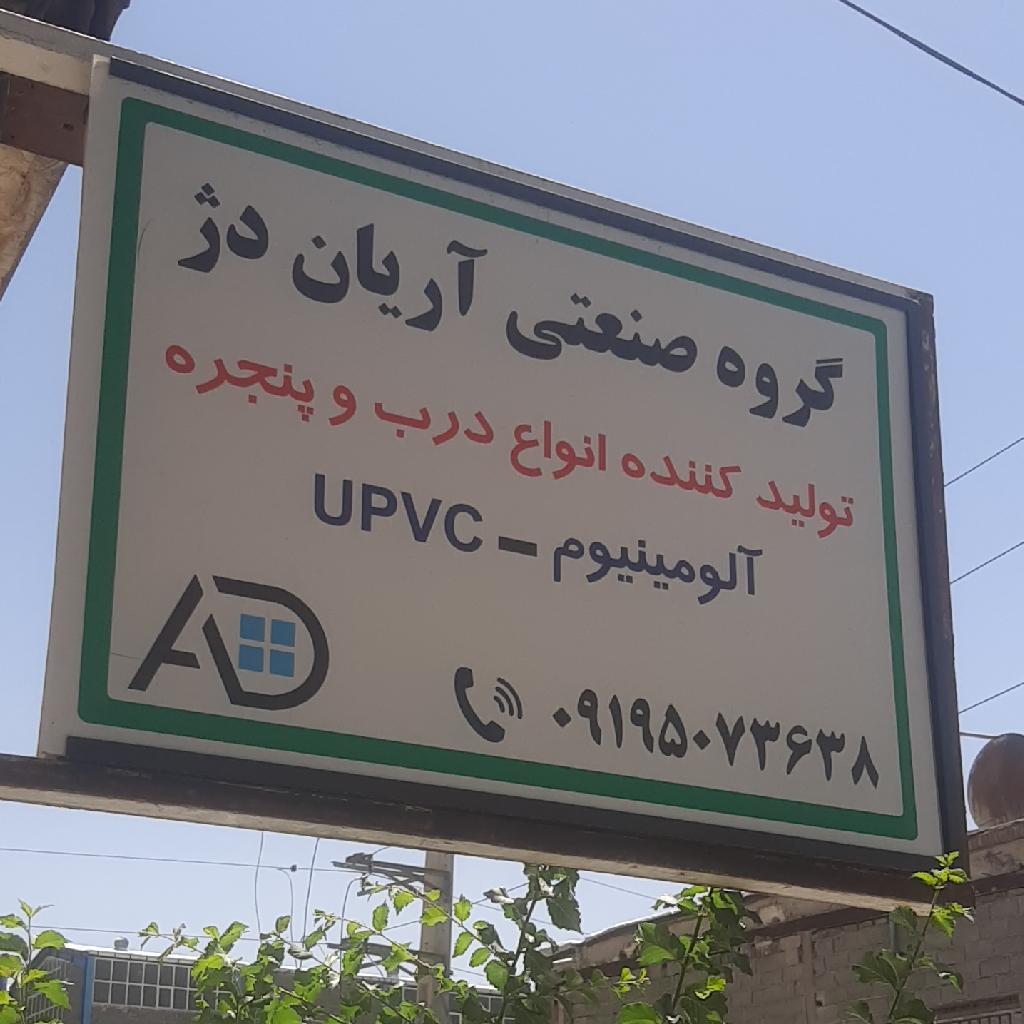 گروه صنعتی آریان دژ
تولید کننده انواع درب و پنجره
آلومینیوم - UPVC
AD
۰۹۱۹۵۰۷۳۶۳۸